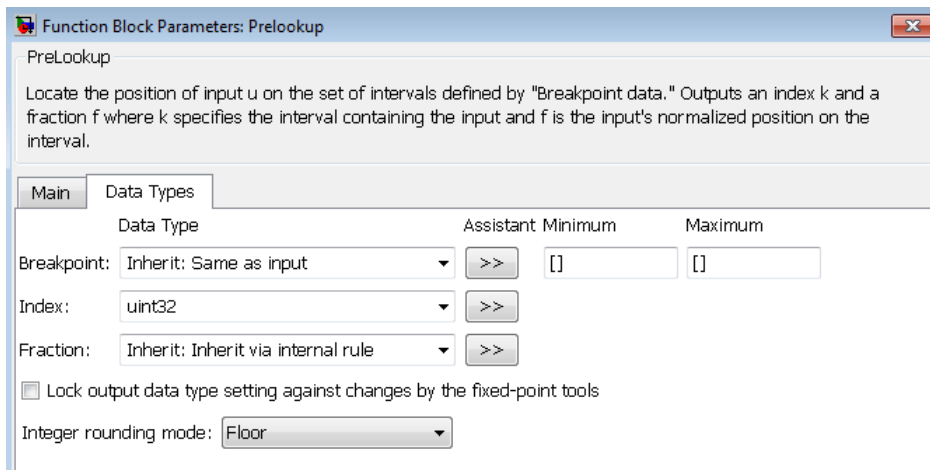 Function Block Parameters: Prelookup
PreLookup
Locate the position of input u on the set of intervals defined by "Breakpoint data." Outputs an index k and a
fraction f where k specifies the interval containing the input and f is the input's normalized position on the
interval.
Main Data Types
Data Type Assistant Minimum Maximum
Breakpoint: Inherit: Same as input >> [] []
Index: uint32 >>
Fraction: Inherit: Inherit via internal rule >>
Lock output data type setting against changes by the fixed-point tools
Integer rounding mode: Floor